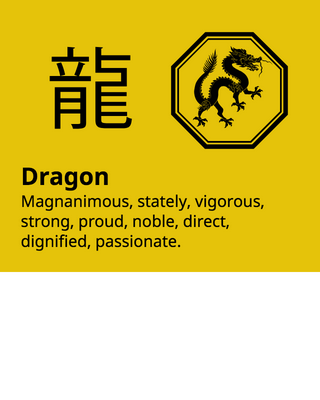 龍
Dragon
Magnanimous, stately, vigorous,
strong, proud, noble, direct,
dignified, passionate.